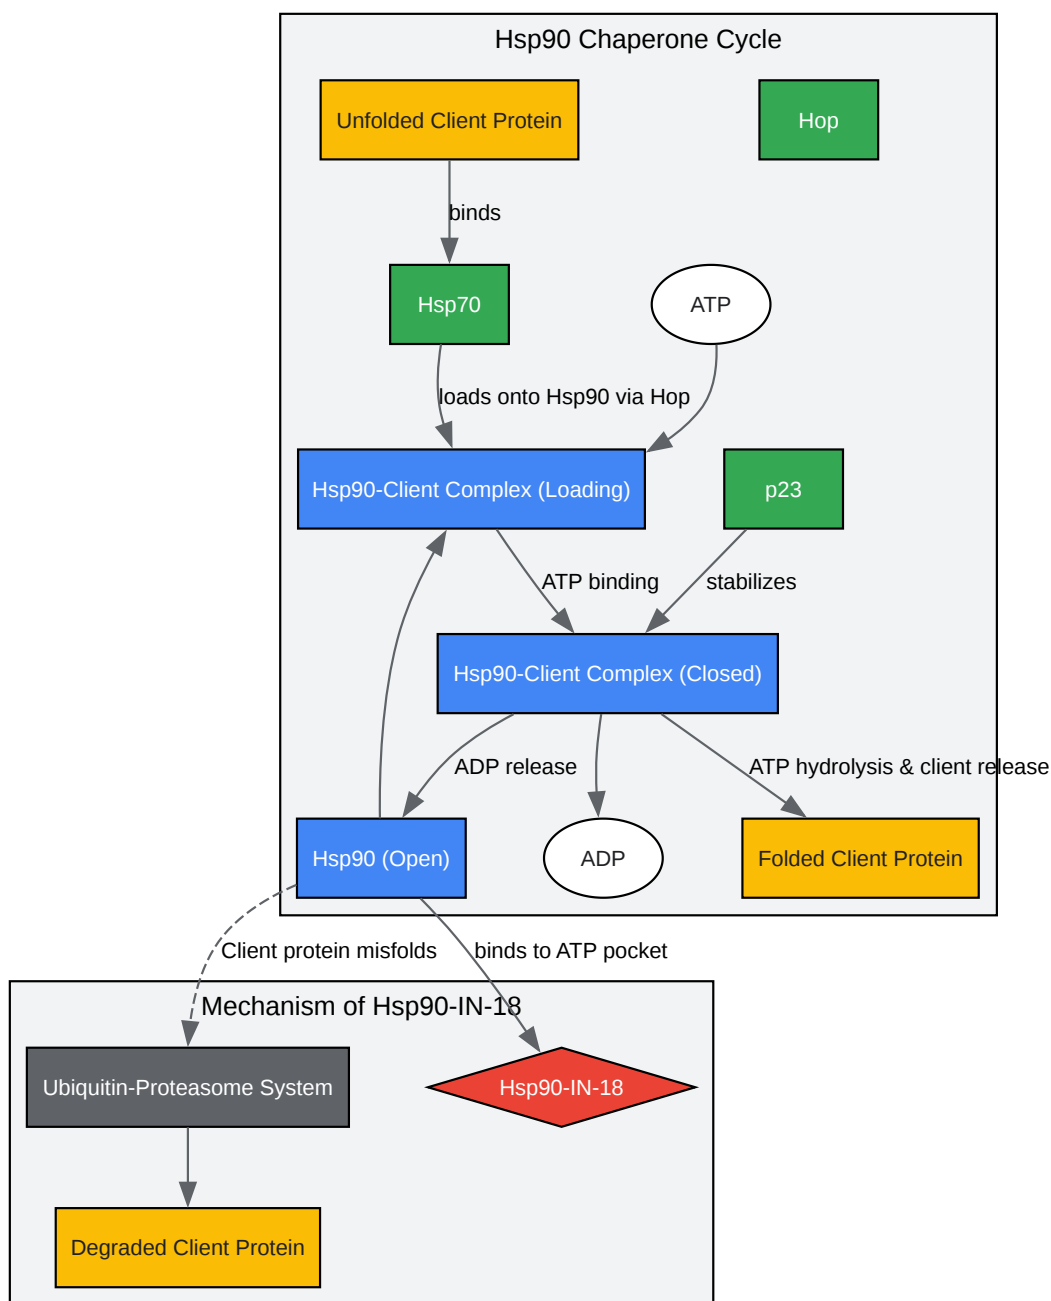 Hsp90 Chaperone Cycle
Unfolded Client Protein
Hop
binds
Hsp70
ATP
loads onto Hsp90 via Hop
Hsp90-Client Complex (Loading)
p23
ATP binding
stabilizes
Hsp90-Client Complex (Closed)
ADP release
ATP hydrolysis & client release
Hsp90 (Open)
ADP
Folded Client Protein
Client protein misfolds
binds to ATP pocket
Mechanism of Hsp90-IN-18
Ubiquitin-Proteasome System
Hsp90-IN-18
Degraded Client Protein